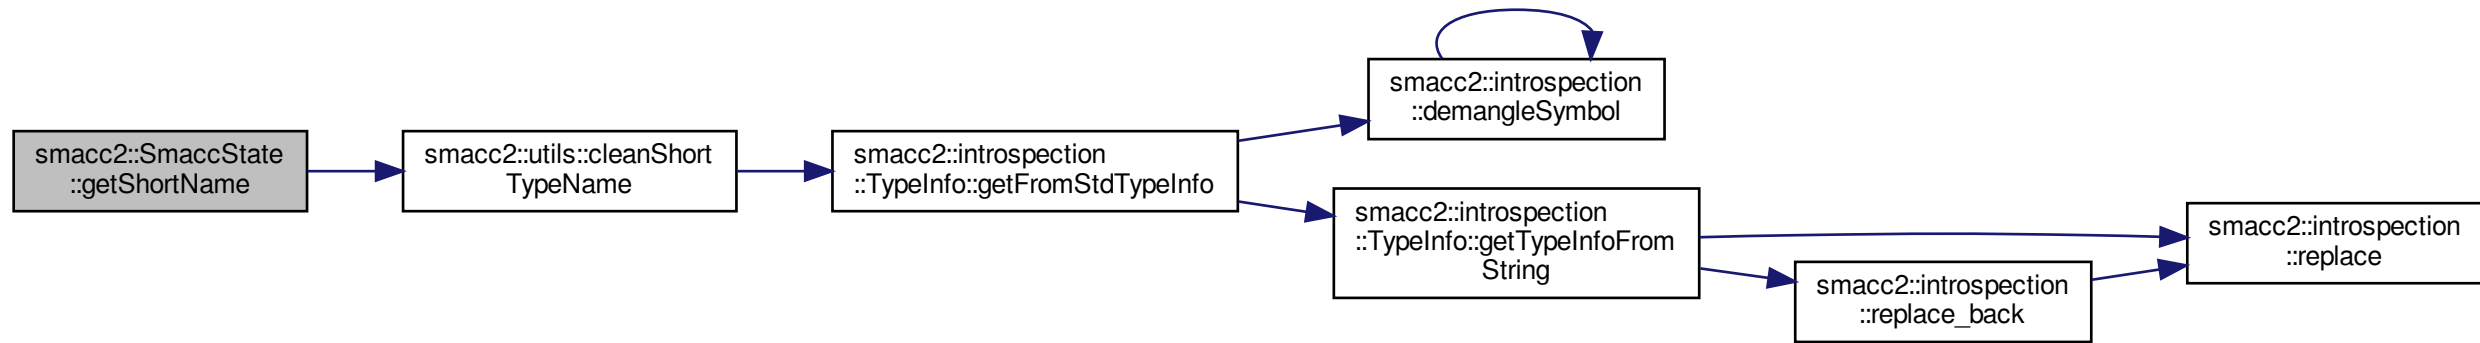 smacc2::SmaccState
::getShortName
smacc2::utils::cleanShort
TypeName
smacc2::introspection
::TypeInfo::getFromStdTypeInfo
smacc2::introspection
::demangleSymbol
smacc2::introspection
::TypeInfo::getTypeInfoFrom
String
smacc2::introspection
::replace_back
smacc2::introspection
::replace